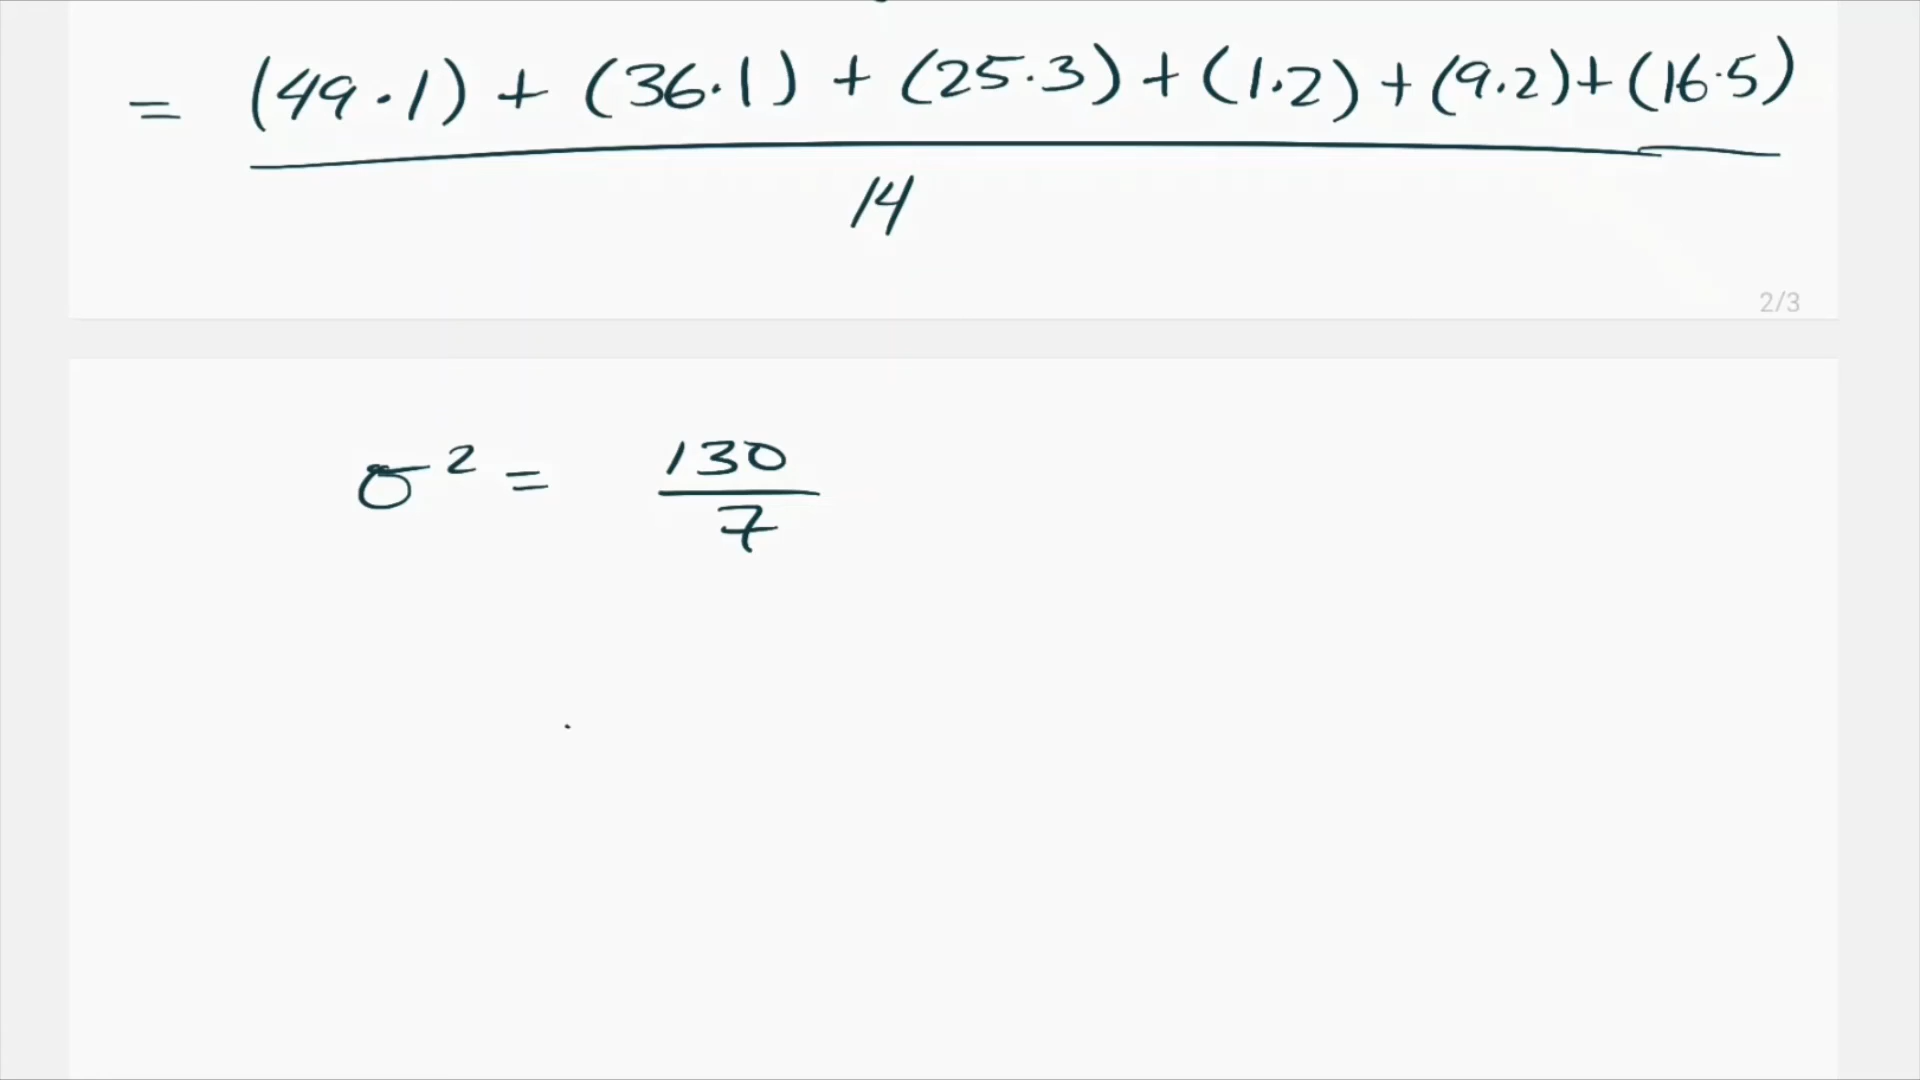 = (49·1) + (36·1) + (25·3) + (1·2) + (9·2) + (16·5)
14
2/3
σ² = 130
7